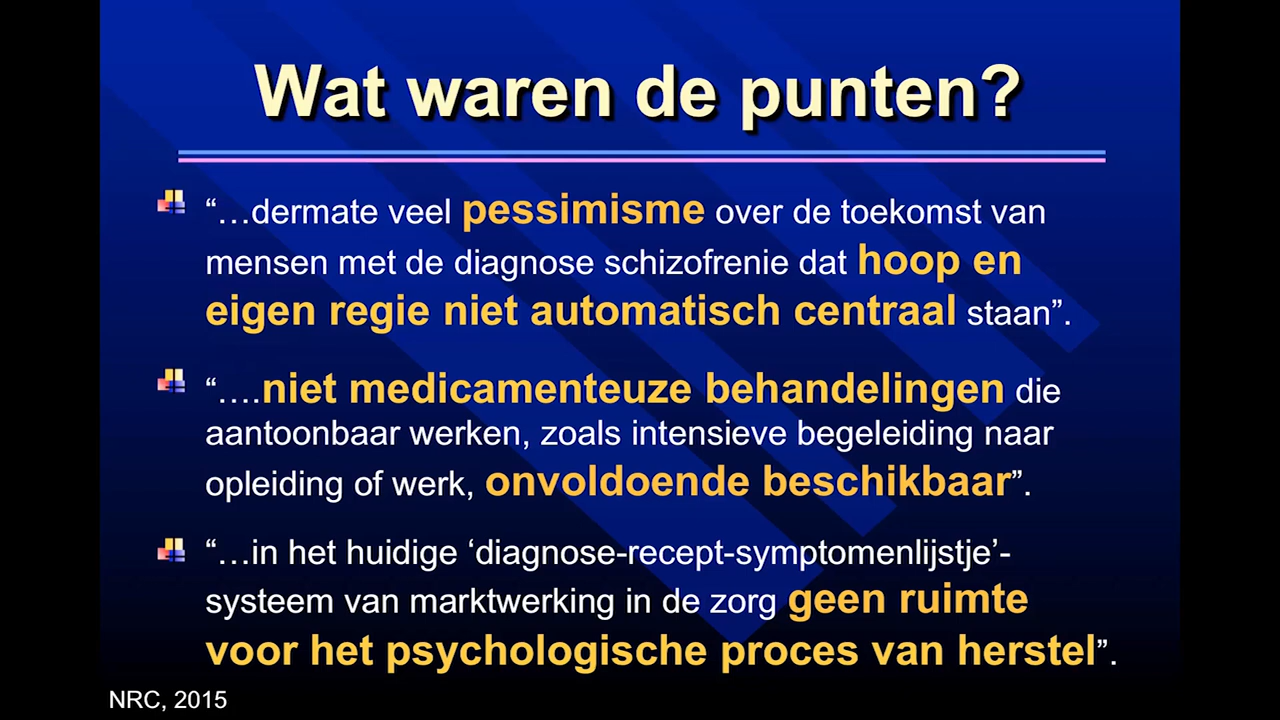 Wat waren de punten?
“…dermate veel pessimisme over de toekomst van
mensen met de diagnose schizofrenie dat hoop en
eigen regie niet automatisch centraal staan”.
“….niet medicamenteuze behandelingen die
aantoonbaar werken, zoals intensieve begeleiding naar
opleiding of werk, onvoldoende beschikbaar”.
“…in het huidige ‘diagnose-recept-symptomenlijstje’-
systeem van marktwerking in de zorg geen ruimte
voor het psychologische proces van herstel”.
NRC, 2015